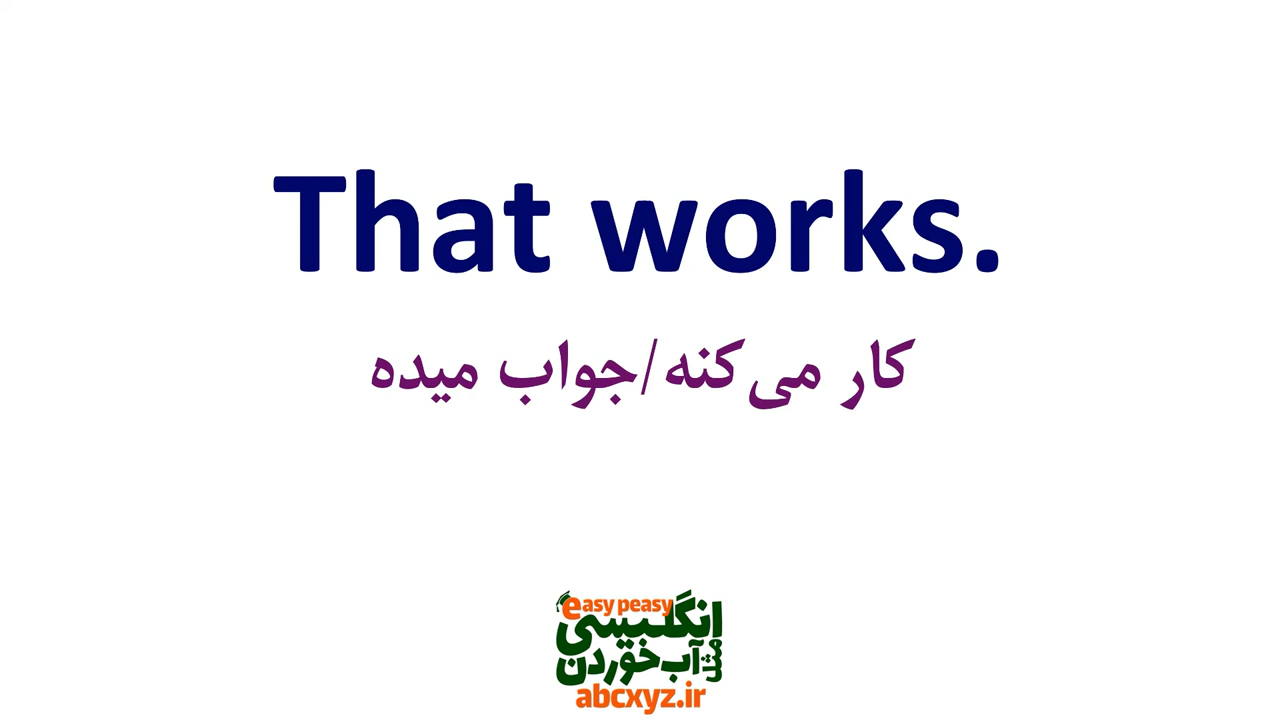 That works.
کار می‌کنه/جواب میده
easy peasy
انگلیسی
مثل آب خوردن
abcxyz.ir